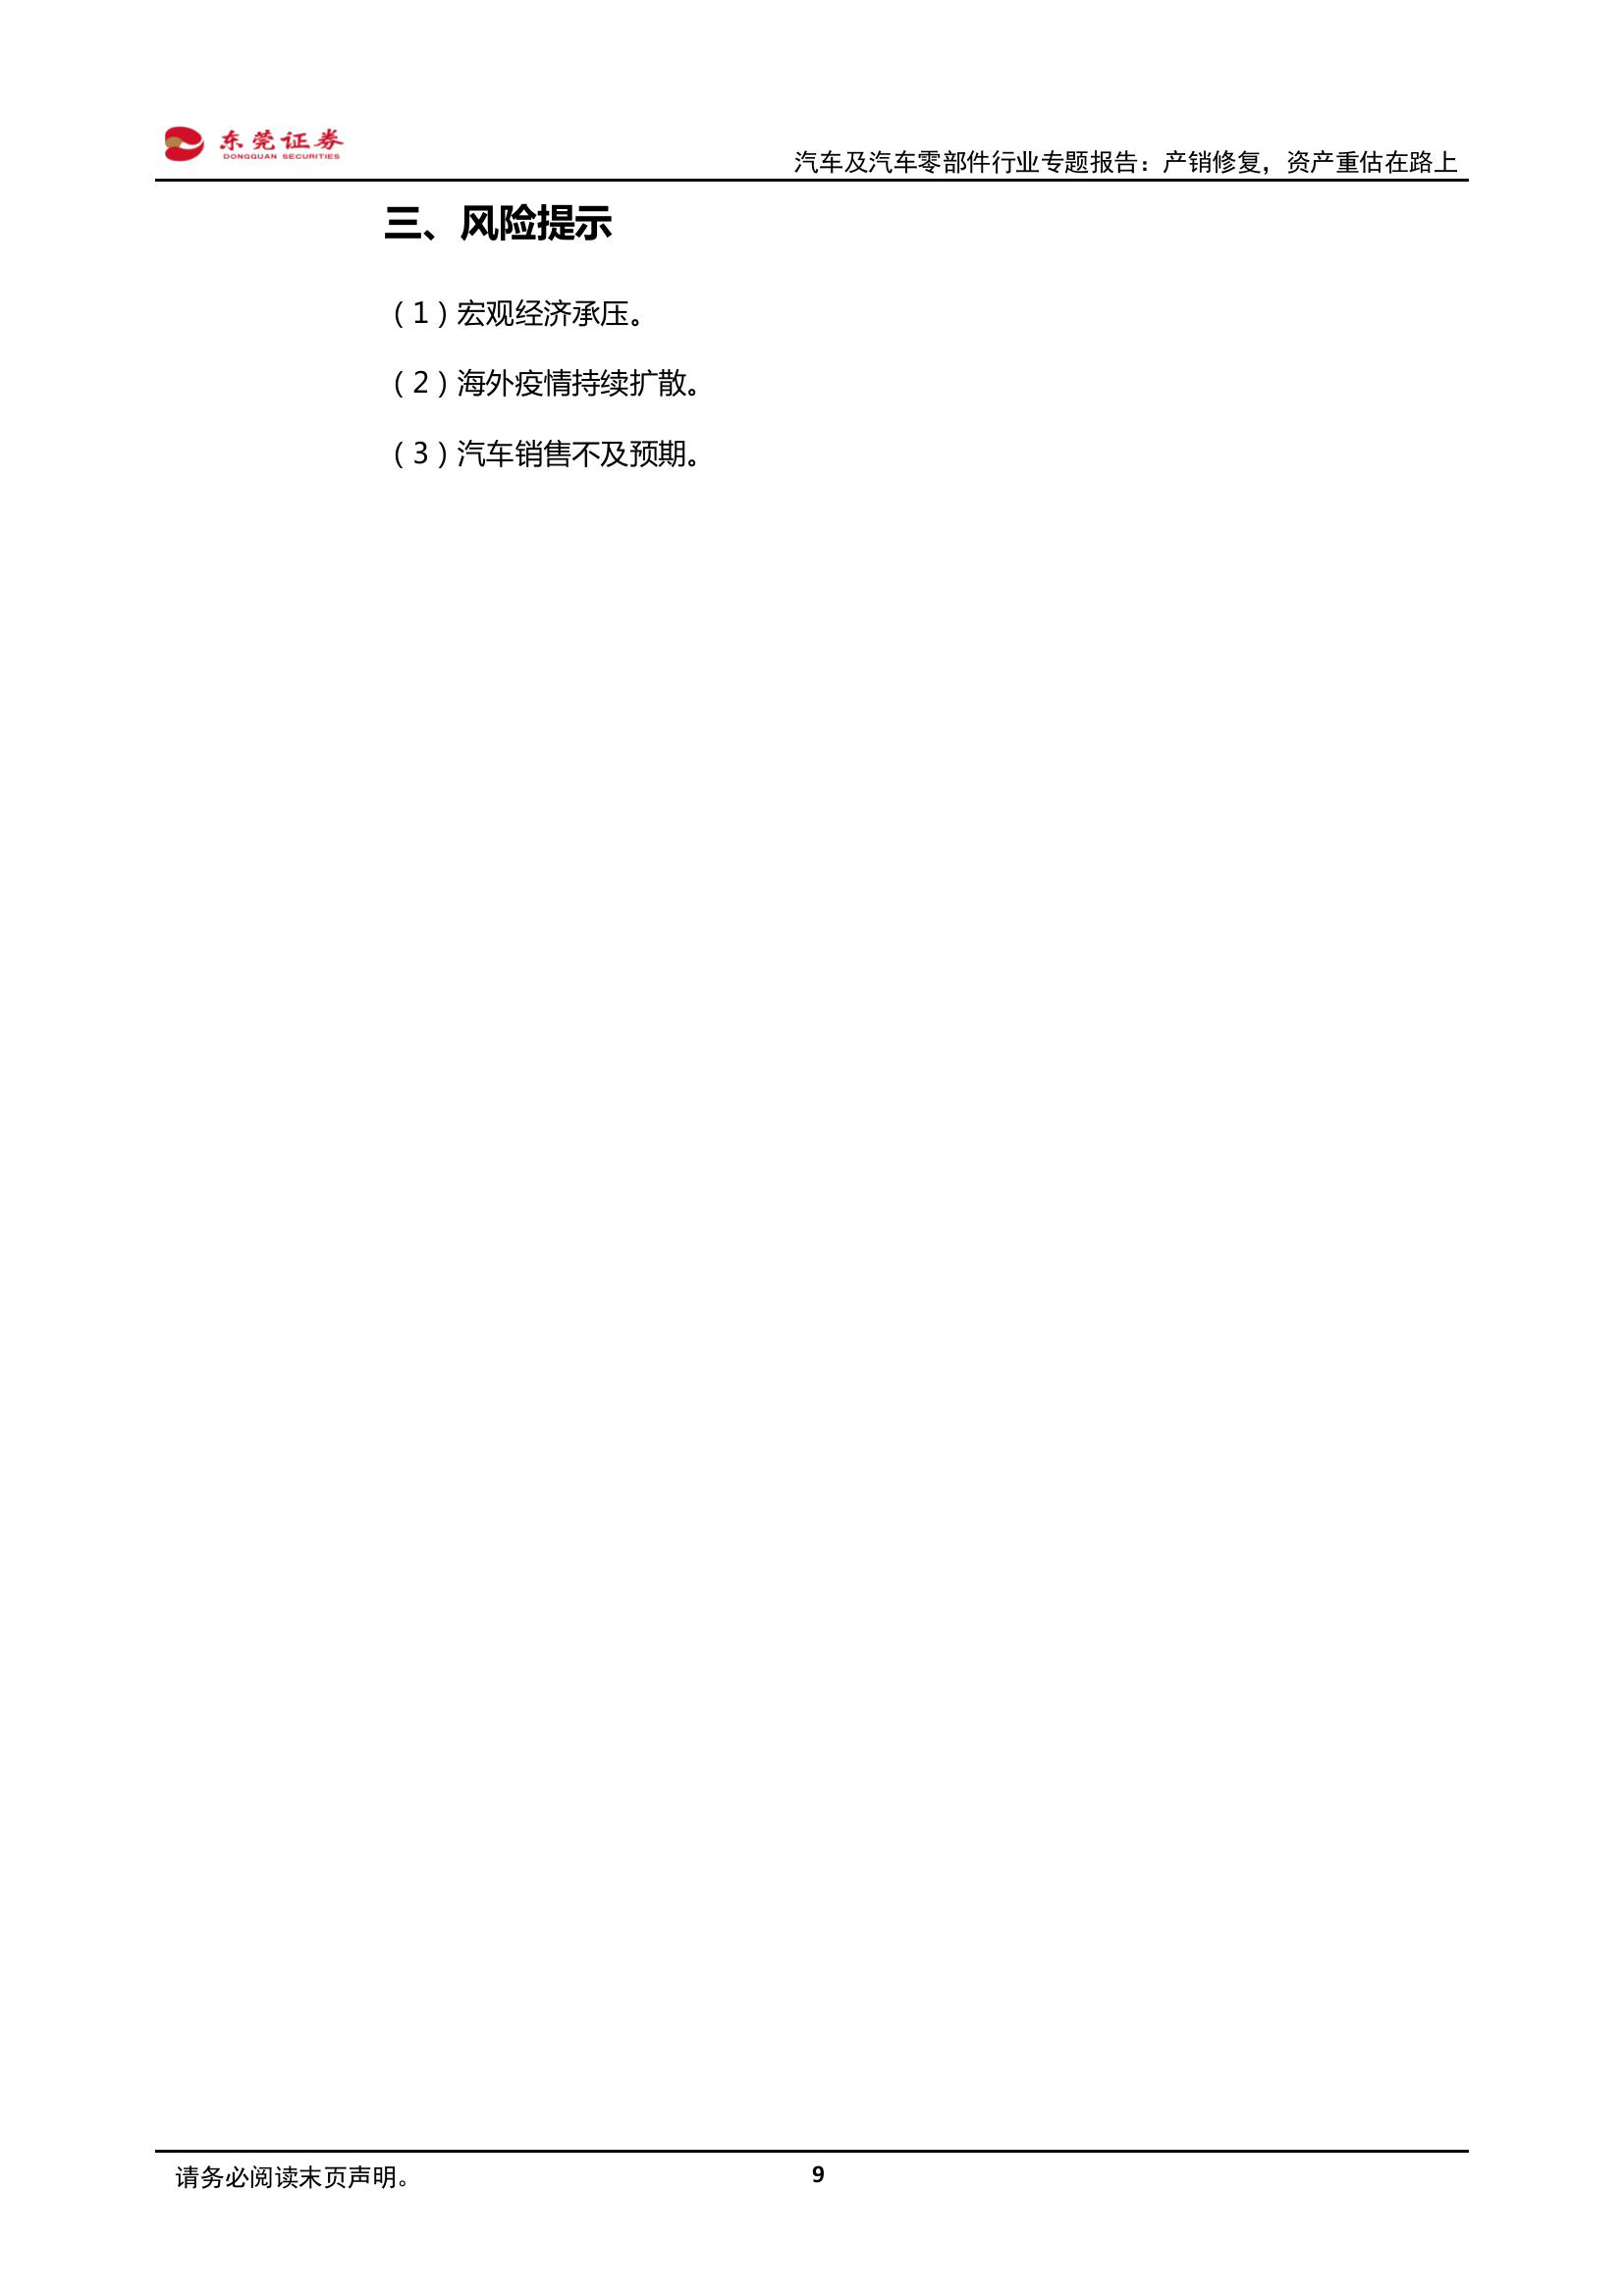 东莞证券
DONGGUAN SECURITIES
汽车及汽车零部件行业专题报告：产销修复，资产重估在路上
三、风险提示
（1）宏观经济承压。
（2）海外疫情持续扩散。
（3）汽车销售不及预期。
请务必阅读末页声明。
9